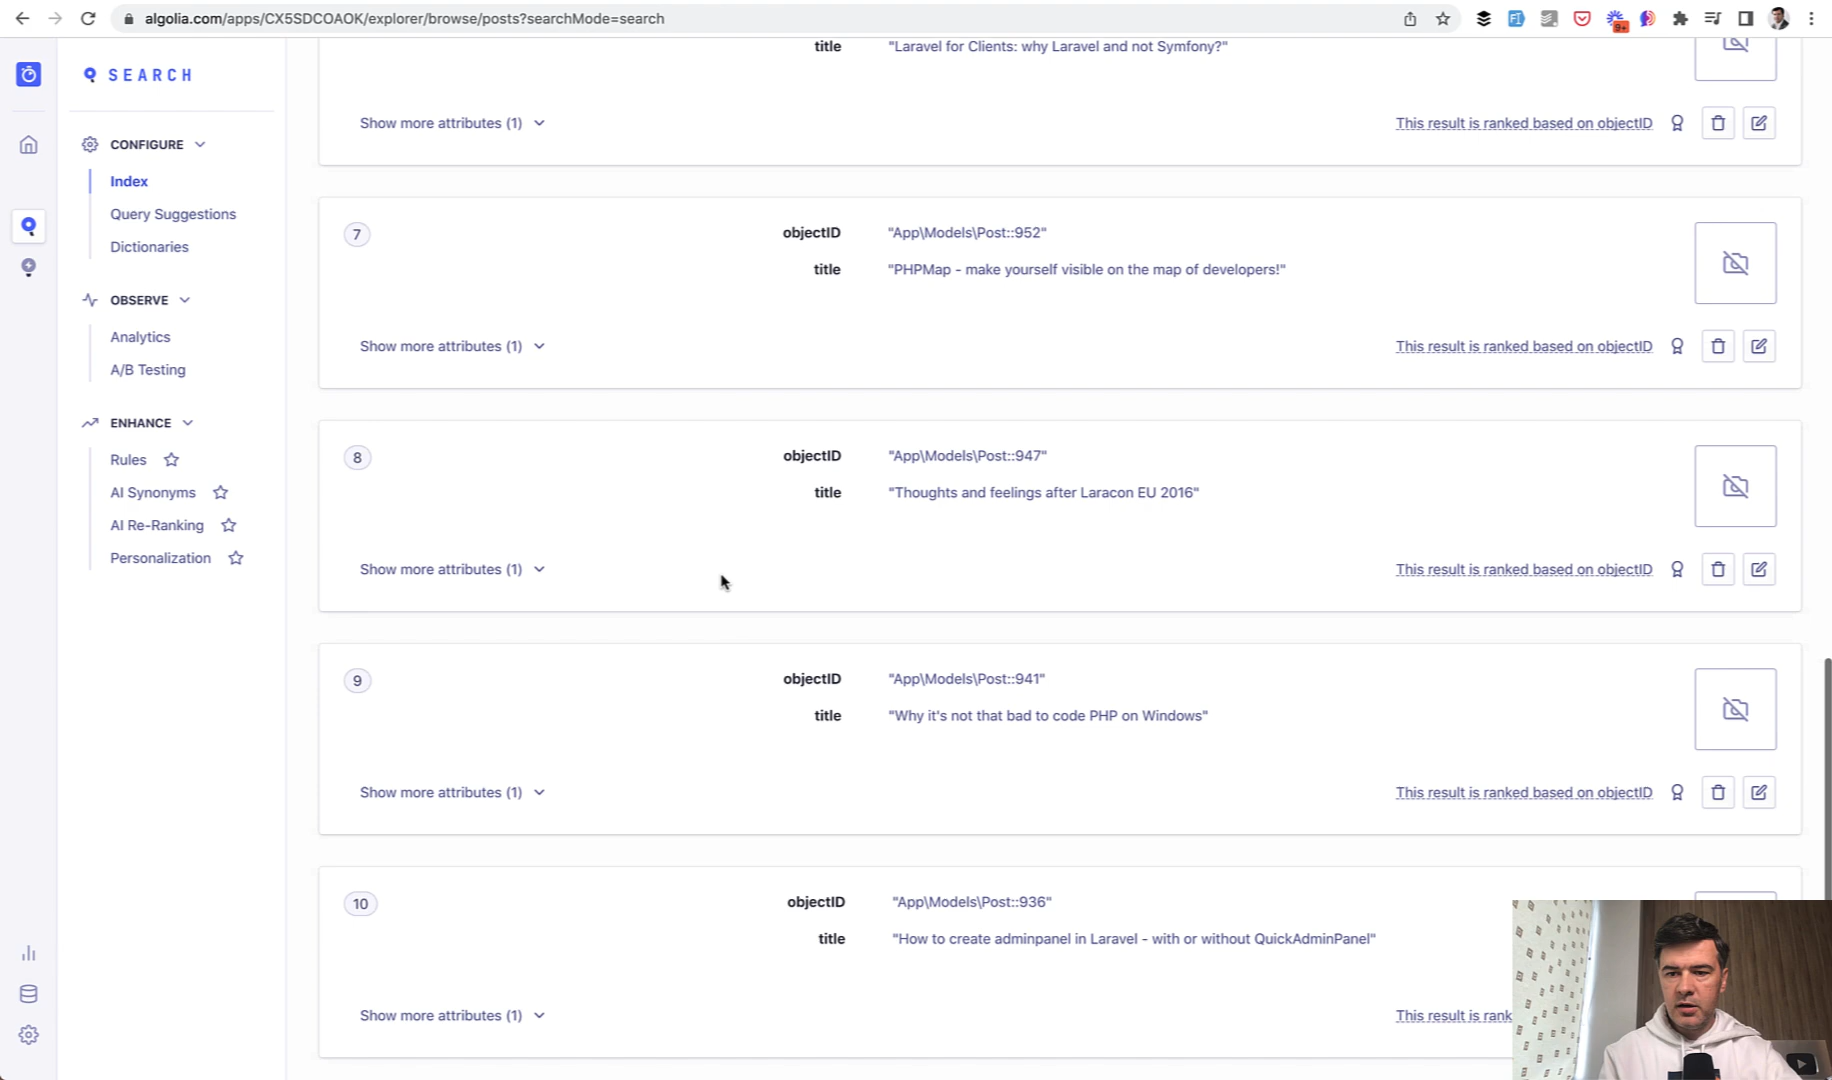 algolia.com/apps/CX5SDCOAOK/explorer/browse/posts?searchMode=search
9+
SEARCH
CONFIGURE
Index
Query Suggestions
Dictionaries
OBSERVE
Analytics
A/B Testing
ENHANCE
Rules
AI Synonyms
AI Re-Ranking
Personalization
title "Laravel for Clients: why Laravel and not Symfony?"
Show more attributes (1) This result is ranked based on objectID
7 objectID "App\Models\Post::952"
title "PHPMap - make yourself visible on the map of developers!"
Show more attributes (1) This result is ranked based on objectID
8 objectID "App\Models\Post::947"
title "Thoughts and feelings after Laracon EU 2016"
Show more attributes (1) This result is ranked based on objectID
9 objectID "App\Models\Post::941"
title "Why it's not that bad to code PHP on Windows"
Show more attributes (1) This result is ranked based on objectID
10 objectID "App\Models\Post::936"
title "How to create adminpanel in Laravel - with or without QuickAdminPanel"
Show more attributes (1) This result is rank